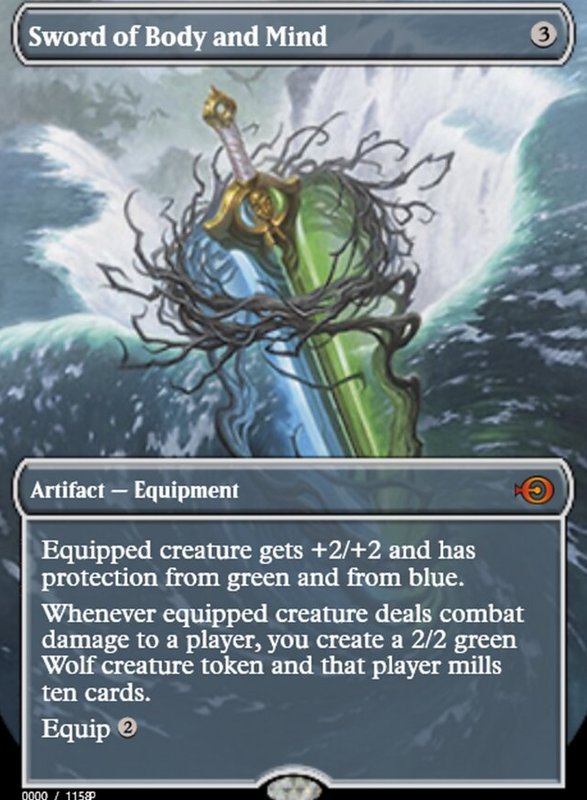 Sword of Body and Mind 3
Artifact — Equipment
Equipped creature gets +2/+2 and has
protection from green and from blue.
Whenever equipped creature deals combat
damage to a player, you create a 2/2 green
Wolf creature token and that player mills
ten cards.
Equip 2
0000 / 1158P